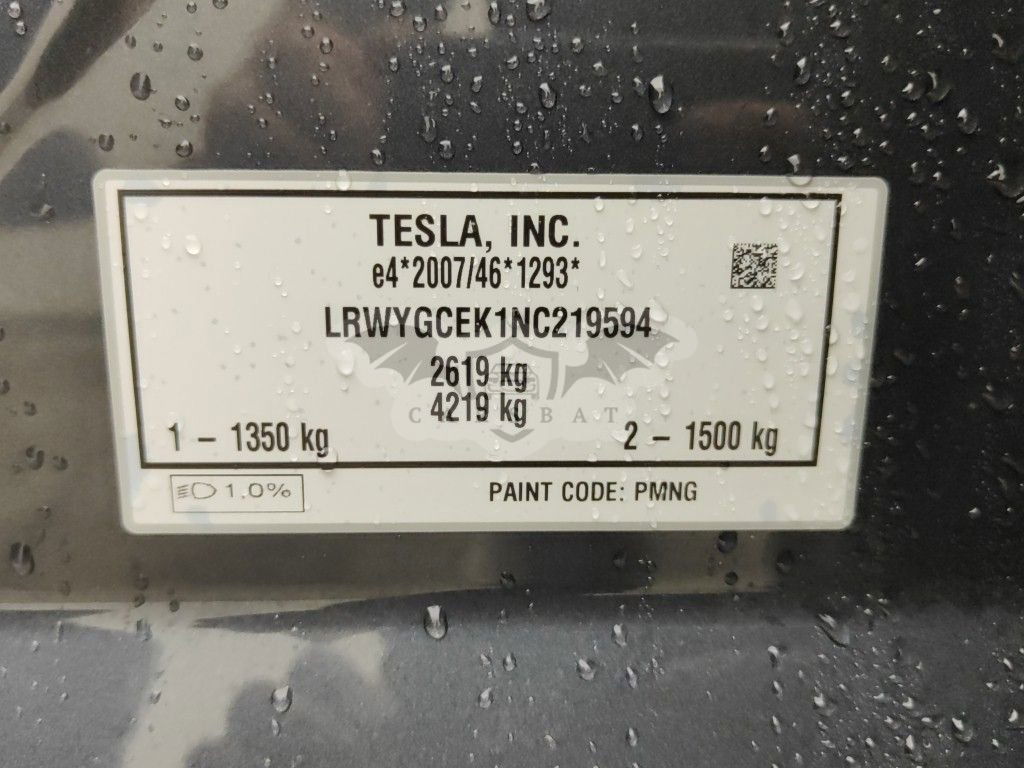 TESLA, INC.
e4*2007/46*1293*
LRWYGCEK1NC219594
2619 kg
4219 kg
1 – 1350 kg
2 – 1500 kg
1.0%
PAINT CODE: PMNG